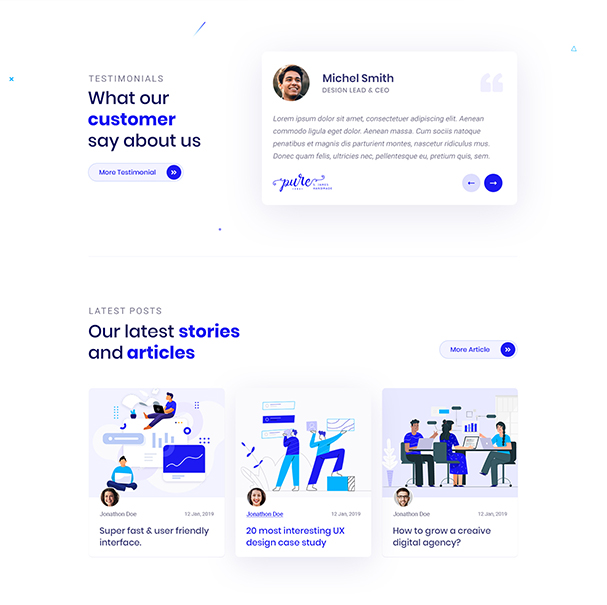 TESTIMONIALS
What our
customer
say about us
More Testimonial
Michel Smith
DESIGN LEAD & CEO
Lorem ipsum dolor sit amet, consectetuer adipiscing elit. Aenean
commodo ligula eget dolor. Aenean massa. Cum sociis natoque
penatibus et magnis dis parturient montes, nascetur ridiculus mus.
Donec quam felis, ultricies nec, pellentesque eu, pretium quis, sem.
pure
LATEST POSTS
Our latest stories
and articles
More Article
Jonathon Doe 12 Jan, 2019
Super fast & user friendly
interface.
Jonathon Doe 12 Jan, 2019
20 most interesting UX
design case study
Jonathon Doe 12 Jan, 2019
How to grow a creaive
digital agency?